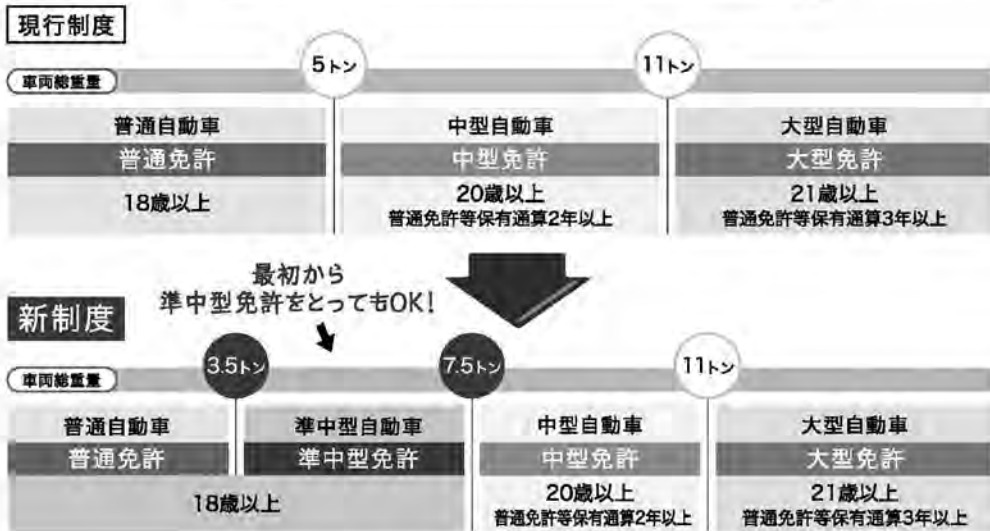 現行制度
車両総重量
5トン
11トン
普通自動車
中型自動車
大型自動車
普通免許
中型免許
大型免許
18歳以上
20歳以上
普通免許等保有通算2年以上
21歳以上
普通免許等保有通算3年以上
最初から
準中型免許をとってもOK!
新制度
車両総重量
3.5トン
7.5トン
11トン
普通自動車
準中型自動車
中型自動車
大型自動車
普通免許
準中型免許
中型免許
大型免許
18歳以上
20歳以上
普通免許等保有通算2年以上
21歳以上
普通免許等保有通算3年以上